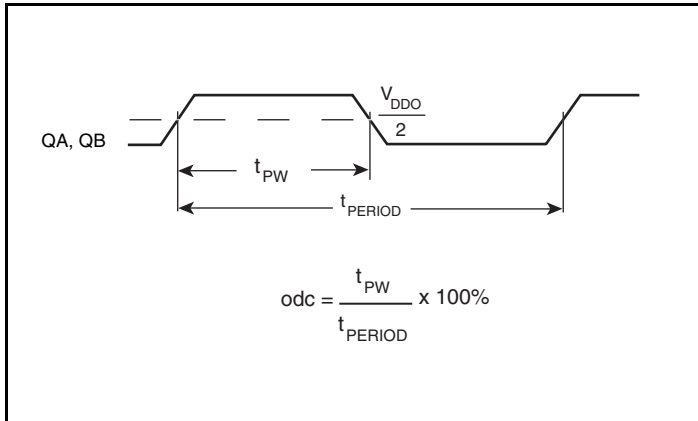 V_DDO
2
QA, QB
t_PW
t_PERIOD
odc = t_PW / t_PERIOD x 100%